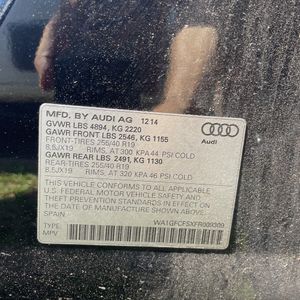 MFD. BY AUDI AG 12 14
GVWR LBS 4894, KG 2220
GAWR FRONT LBS 2546, KG 1155
FRONT-TIRES 255/40 R19
8.5JX19 RIMS, AT 300 KPA 44 PSI COLD
GAWR REAR LBS 2491, KG 1130
REAR-TIRES 255/40 R19
8.5JX19 RIMS, AT 320 KPA 46 PSI COLD
Audi
THIS VEHICLE CONFORMS TO ALL APPLICABLE
U.S. FEDERAL MOTOR VEHICLE
SAFETY STANDARDS IN EFFECT ON
THE DATE OF MANUFACTURE SHOWN ABOVE.
SPAIN
TYPE:
MPV